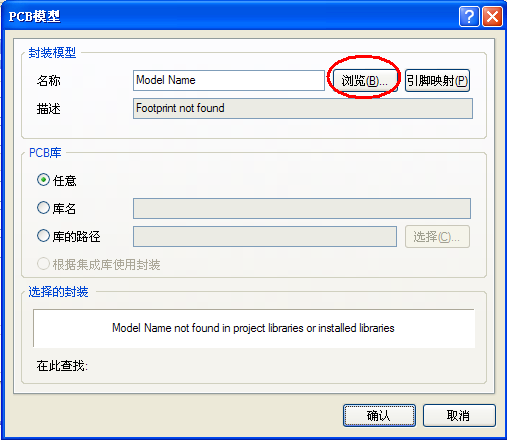 PCB模型
封装模型
名称 Model Name 浏览(B)... 引脚映射(P)
描述 Footprint not found
PCB库
任意
库名
库的路径 选择(C)...
根据集成库使用封装
选择的封装
Model Name not found in project libraries or installed libraries
在此查找:
确认 取消